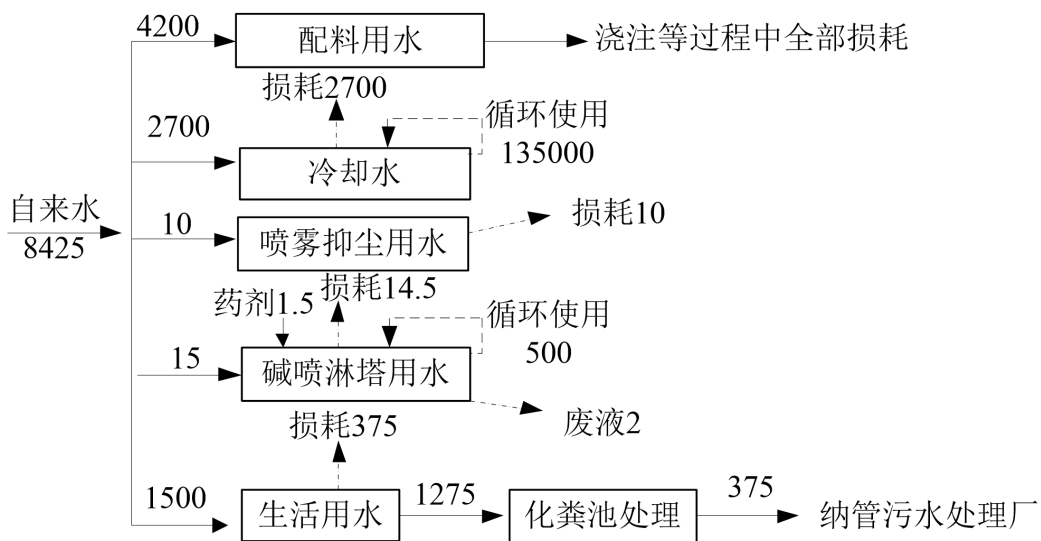 4200
配料用水
浇注等过程中全部损耗
损耗2700
循环使用
2700
135000
冷却水
自来水
8425
10
喷雾抑尘用水
损耗10
损耗14.5
药剂1.5
循环使用
500
15
碱喷淋塔用水
废液2
损耗375
1500
生活用水
1275
化粪池处理
375
纳管污水处理厂